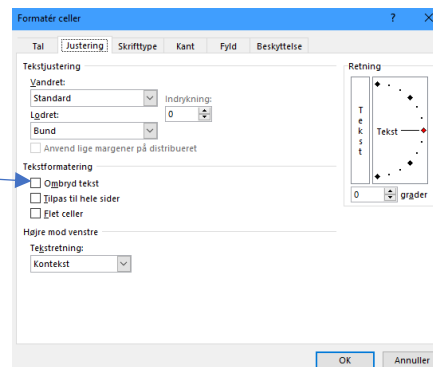 Formatér celler ? ×
Tal Justering Skrifttype Kant Fyld Beskyttelse
Tekstjustering
Vandret:
Standard
Indrykning:
Lodret:
0
Bund
Anvend lige margener på distribueret
Tekstformatering
Ombryd tekst
Tilpas til hele sider
Flet celler
Højre mod venstre
Tekstretning:
Kontekst
Retning
Tekst
Tekst
0 grader
OK Annuller